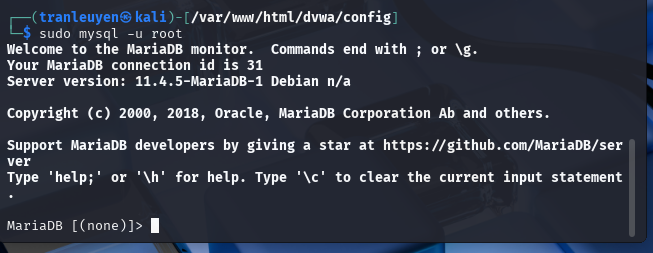 ┌──(tranleuyen㉿kali)-[/var/www/html/dvwa/config]
└─$ sudo mysql -u root
Welcome to the MariaDB monitor.  Commands end with ; or \g.
Your MariaDB connection id is 31
Server version: 11.4.5-MariaDB-1 Debian n/a

Copyright (c) 2000, 2018, Oracle, MariaDB Corporation Ab and others.

Support MariaDB developers by giving a star at https://github.com/MariaDB/ser
ver
Type 'help;' or '\h' for help. Type '\c' to clear the current input statement
.

MariaDB [(none)]>